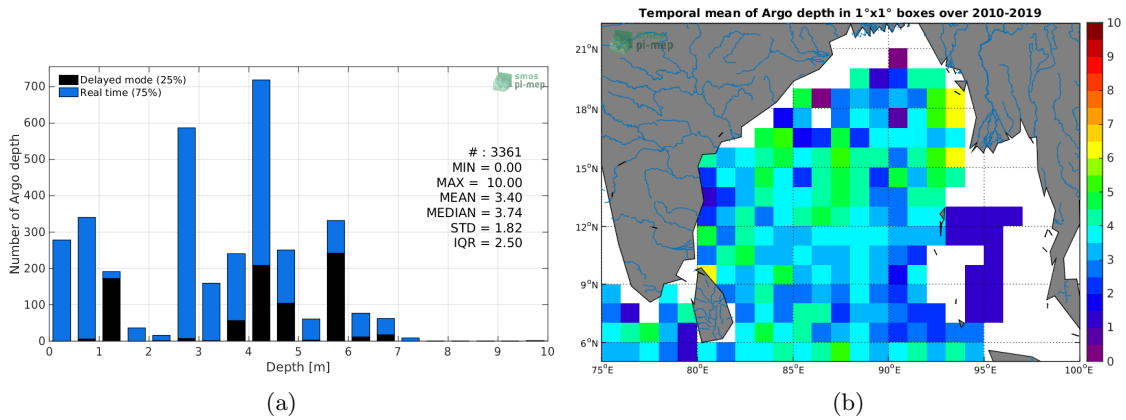 smos
pi-mep
Delayed mode (25%)
Real time (75%)
# : 3361
MIN = 0.00
MAX = 10.00
MEAN = 3.40
MEDIAN = 3.74
STD = 1.82
IQR = 2.50
Number of Argo depth
700
600
500
400
300
200
100
0
0 1 2 3 4 5 6 7 8 9 10
Depth [m]
(a)
Temporal mean of Argo depth in 1°x1° boxes over 2010-2019
smos
pi-mep
21°N
18°N
15°N
12°N
9°N
6°N
75°E 80°E 85°E 90°E 95°E 100°E
10
9
8
7
6
5
4
3
2
1
0
(b)